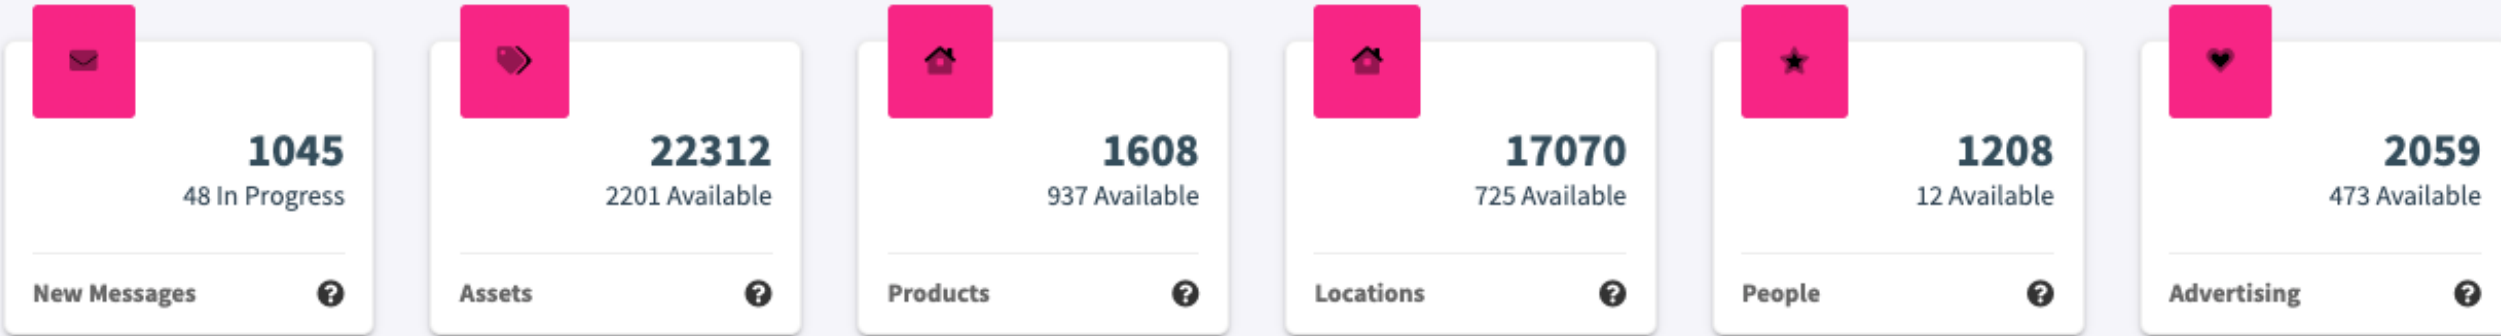 1045
48 In Progress
New Messages
22312
2201 Available
Assets
1608
937 Available
Products
17070
725 Available
Locations
1208
12 Available
People
2059
473 Available
Advertising